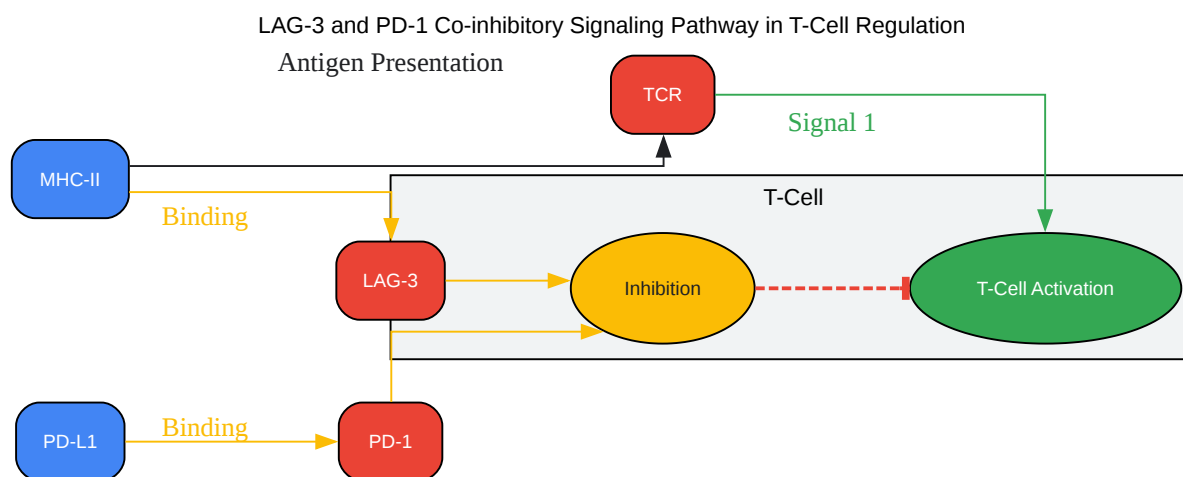 LAG-3 and PD-1 Co-inhibitory Signaling Pathway in T-Cell Regulation
Antigen Presentation
TCR
Signal 1
MHC-II
T-Cell
Binding
LAG-3
Inhibition
T-Cell Activation
PD-L1
Binding
PD-1